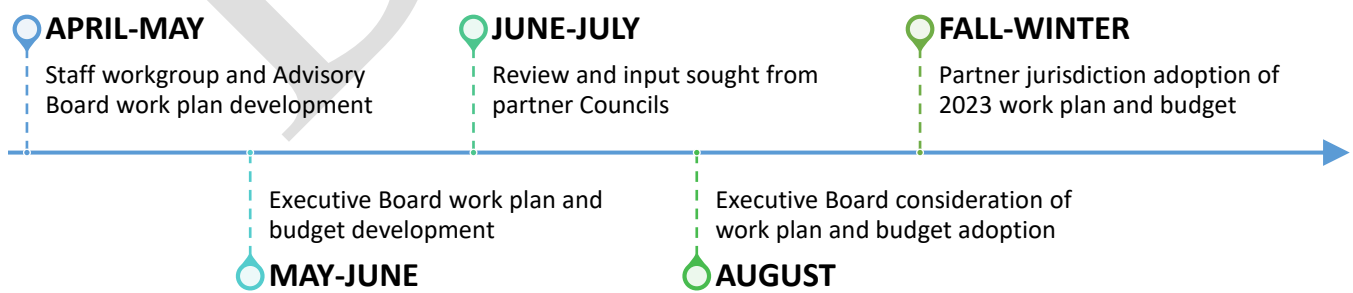 APRIL-MAY
Staff workgroup and Advisory
Board work plan development
JUNE-JULY
Review and input sought from
partner Councils
FALL-WINTER
Partner jurisdiction adoption of
2023 work plan and budget
Executive Board work plan and
budget development
MAY-JUNE
Executive Board consideration of
work plan and budget adoption
AUGUST